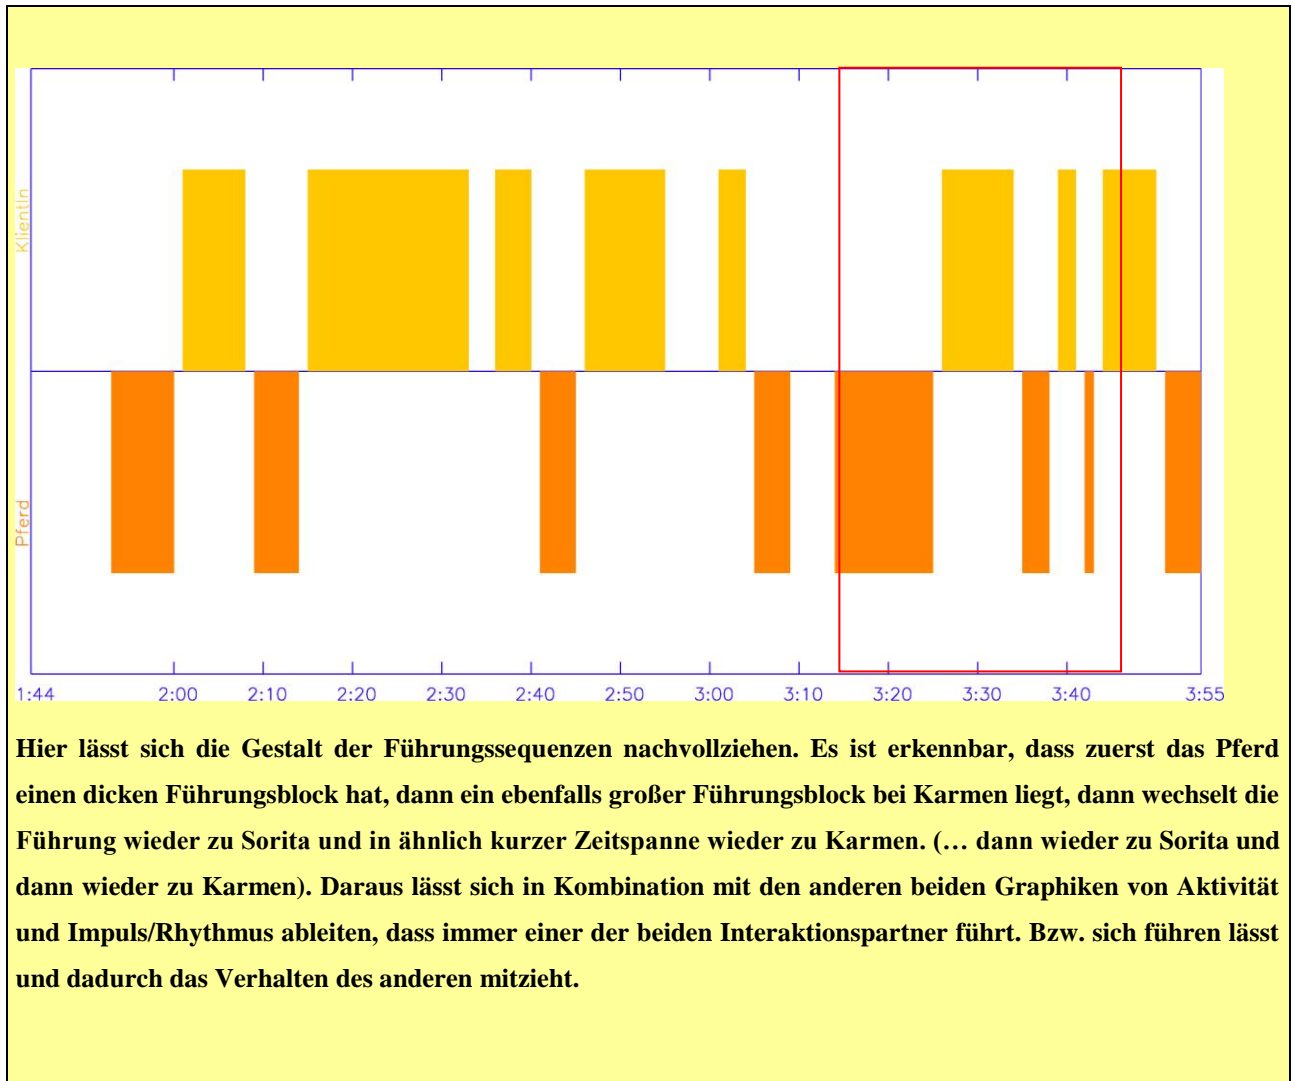 KlientIn
Pferd
1:44 2:00 2:10 2:20 2:30 2:40 2:50 3:00 3:10 3:20 3:30 3:40 3:55
Hier lässt sich die Gestalt der Führungssequenzen nachvollziehen. Es ist erkennbar, dass zuerst das Pferd
einen dicken Führungsblock hat, dann ein ebenfalls großer Führungsblock bei Karmen liegt, dann wechselt die
Führung wieder zu Sorita und in ähnlich kurzer Zeitspanne wieder zu Karmen. (… dann wieder zu Sorita und
dann wieder zu Karmen). Daraus lässt sich in Kombination mit den anderen beiden Graphiken von Aktivität
und Impuls/Rhythmus ableiten, dass immer einer der beiden Interaktionspartner führt. Bzw. sich führen lässt
und dadurch das Verhalten des anderen mitzieht.